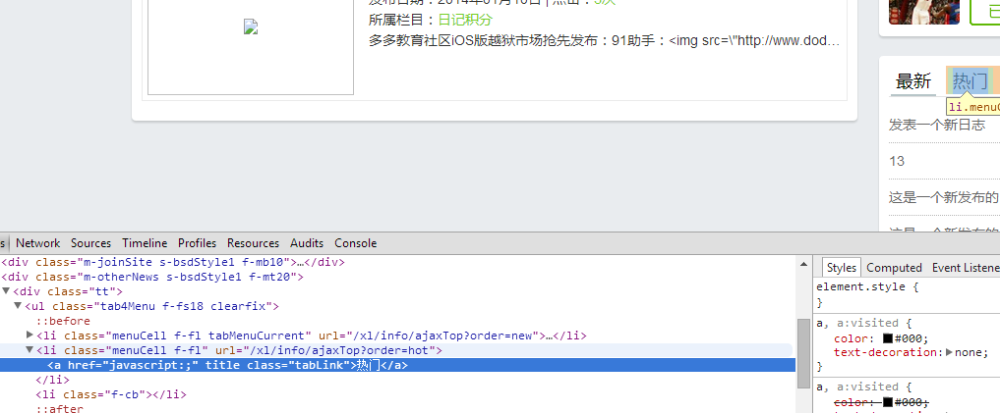 发布日期：2014年01月16日 | 点击：3次
所属栏目：日记积分
多多教育社区iOS版越狱市场抢先发布：91助手：<img src=\"http://www.dod…
最新 热门
li.menuC
发表一个新日志
13
这是一个新发布的
这是一个新发布的
s Network Sources Timeline Profiles Resources Audits Console
<div class="m-joinSite s-bsdStyle1 f-mb10">…</div>
<div class="m-otherNews s-bsdStyle1 f-mt20">
<div class="tt">
<ul class="tab4Menu f-fs18 clearfix">
::before
<li class="menuCell f-fl tabMenuCurrent" url="/xl/info/ajaxTop?order=new">…</li>
<li class="menuCell f-fl" url="/xl/info/ajaxTop?order=hot">
<a href="javascript:;" title class="tabLink">热门</a>
</li>
<li class="f-cb"></li>
::after
Styles Computed Event Listene
element.style {
}
a, a:visited {
color: #000;
text-decoration: none;
}
a, a:visited {
color: #000;